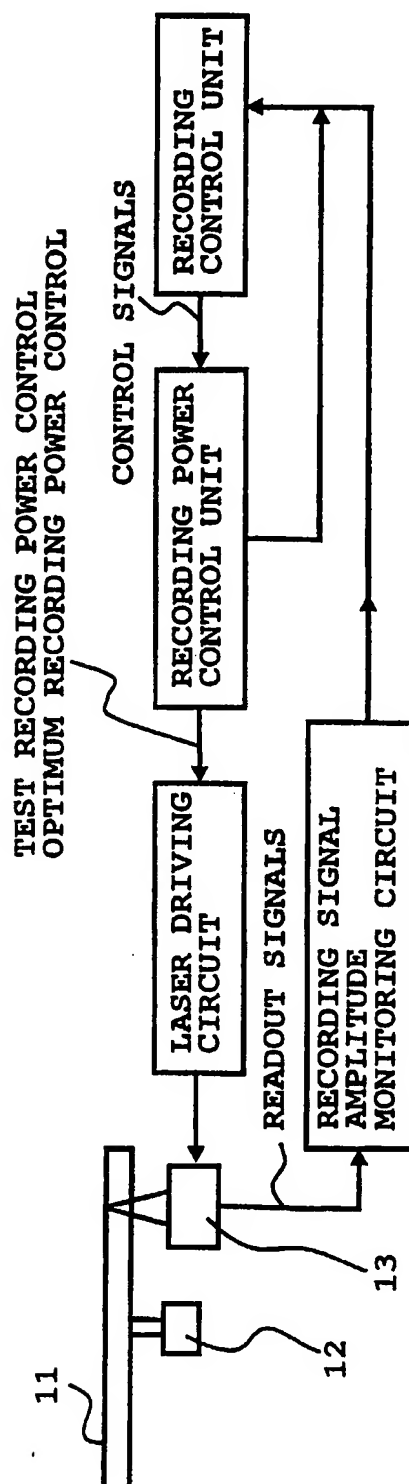 TEST RECORDING POWER CONTROL
OPTIMUM RECORDING POWER CONTROL
CONTROL SIGNALS
11
12
13
LASER DRIVING
CIRCUIT
RECORDING POWER
CONTROL UNIT
RECORDING
CONTROL UNIT
READOUT SIGNALS
RECORDING SIGNAL
AMPLITUDE
MONITORING CIRCUIT